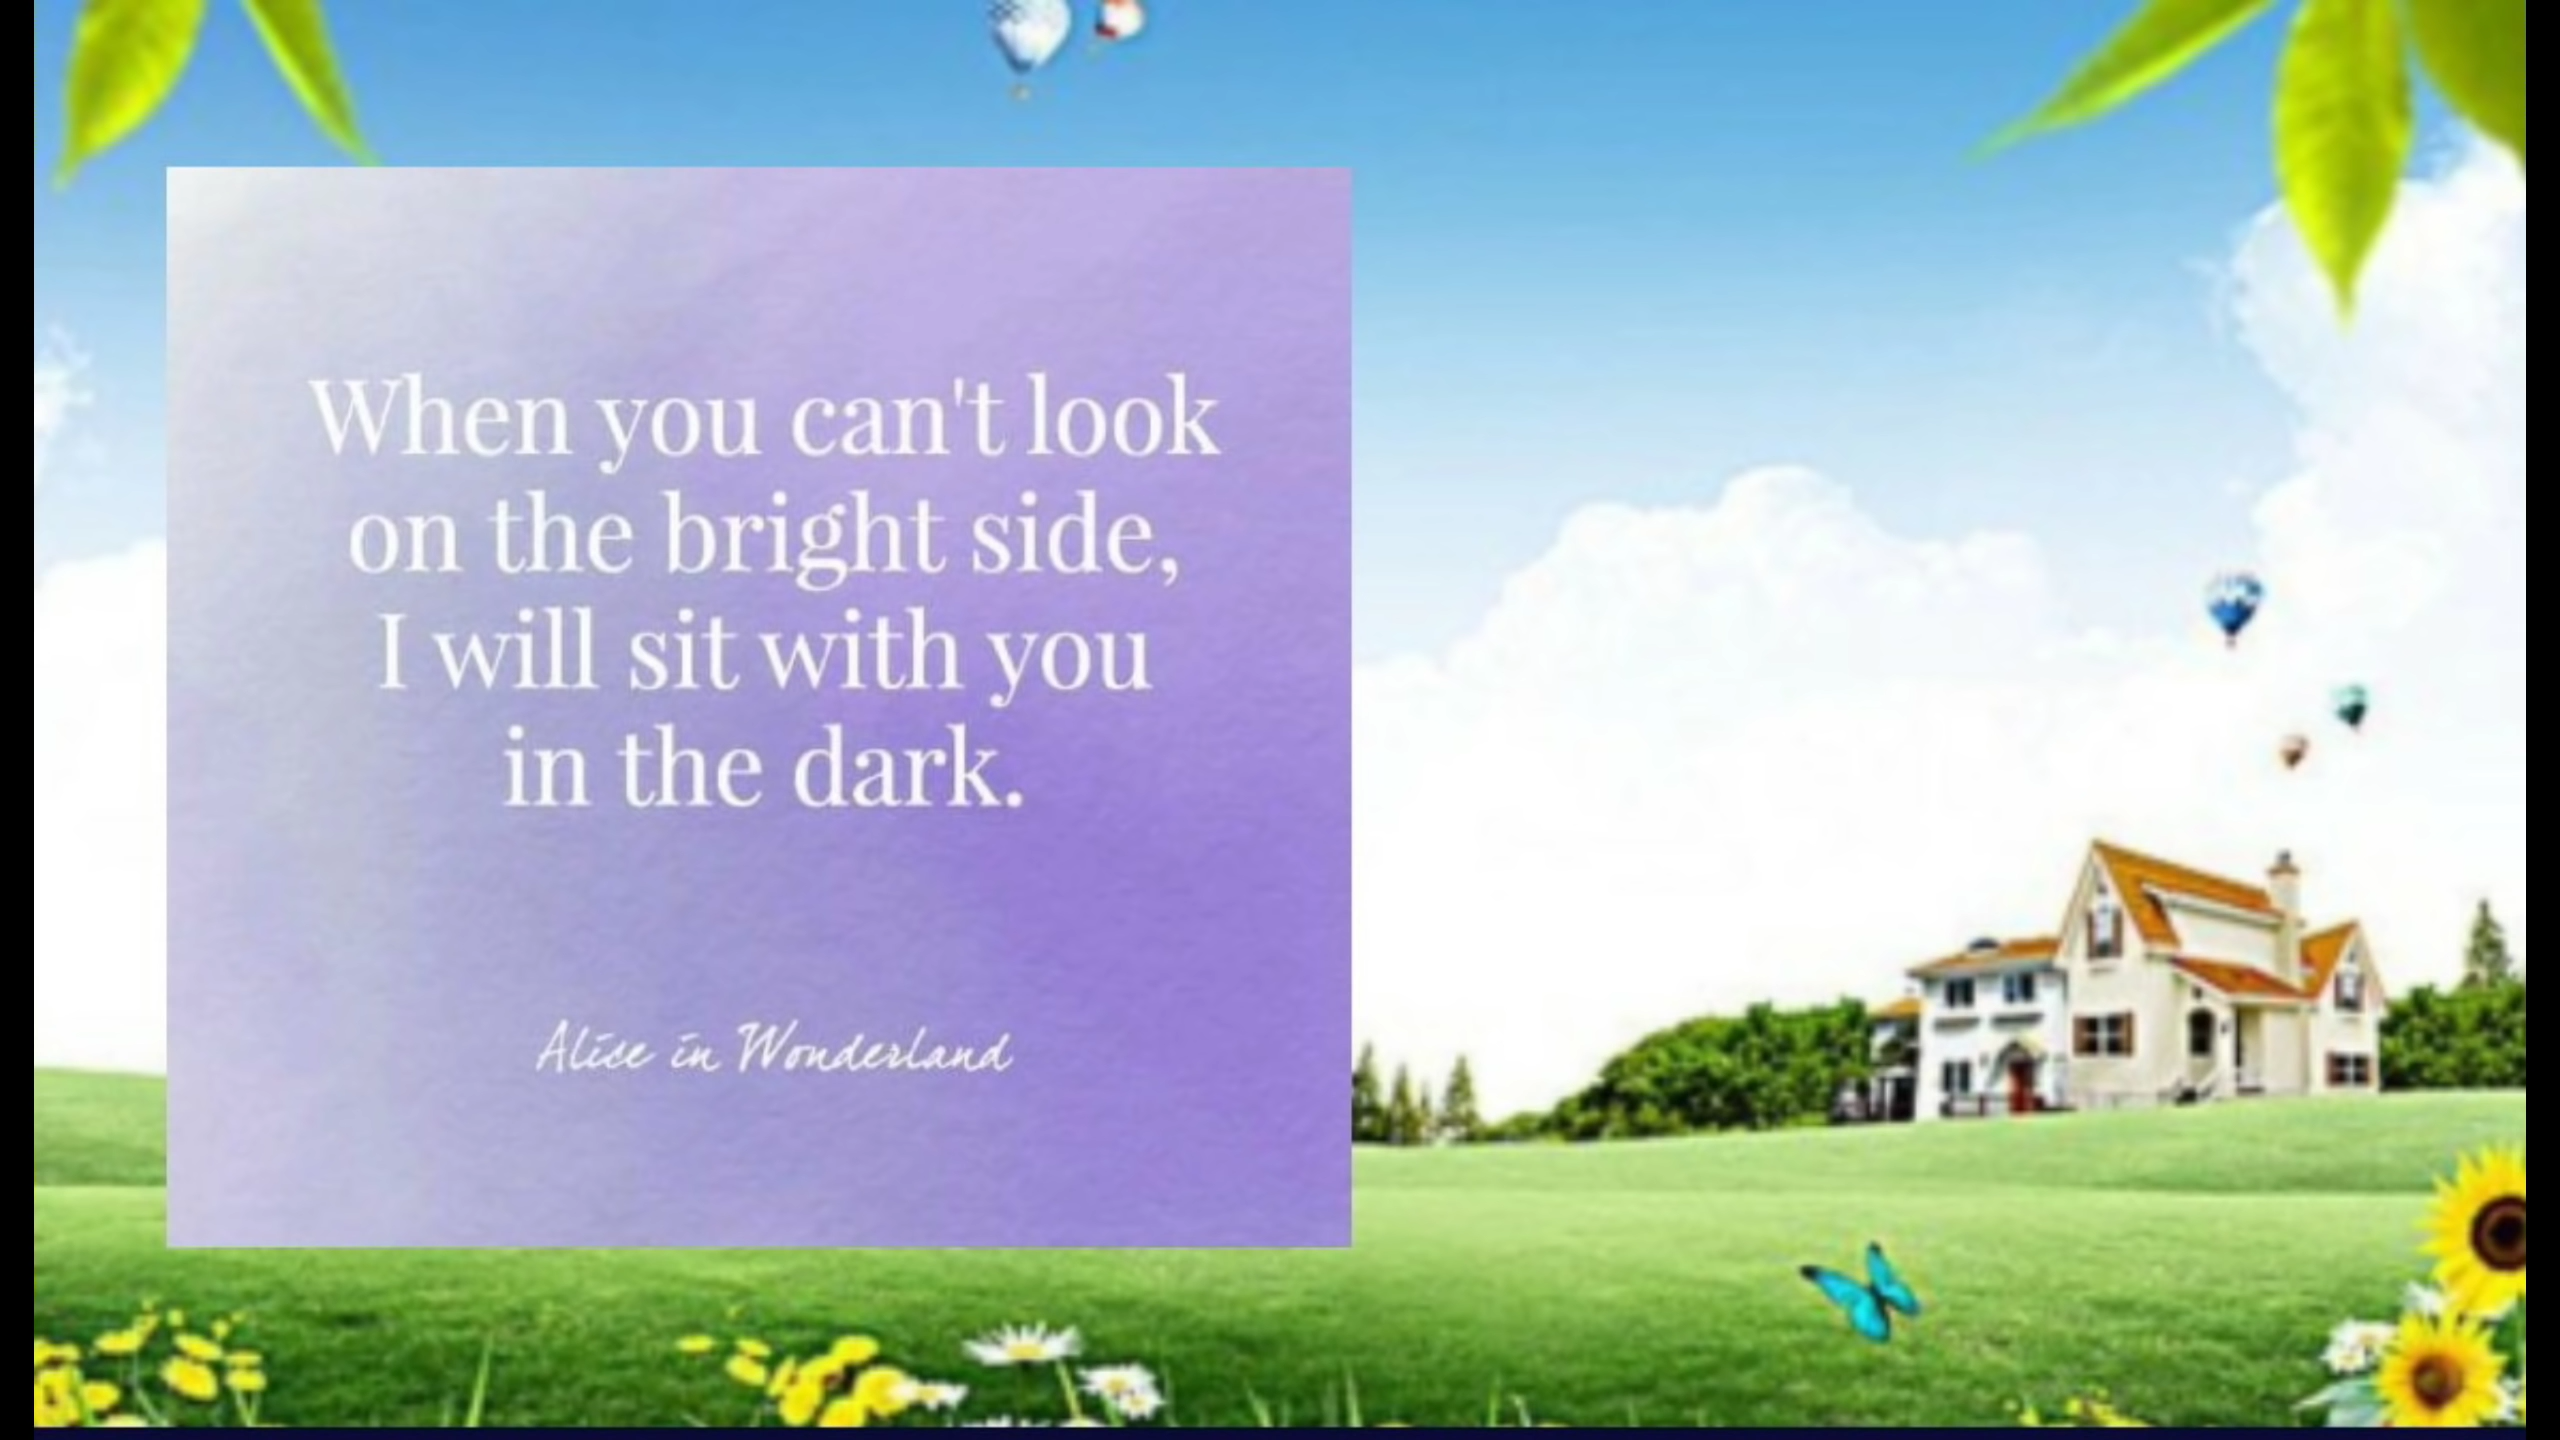 When you can't look
on the bright side,
I will sit with you
in the dark.
Alice in Wonderland